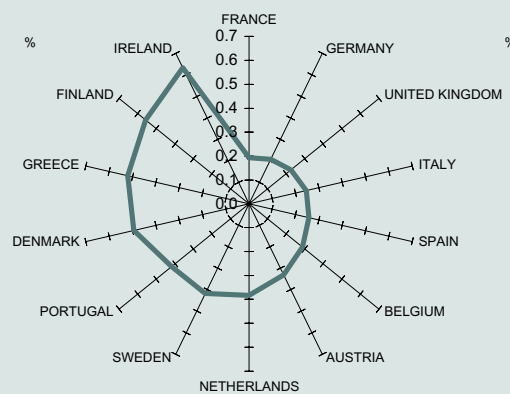 FRANCE
%
%
0.7
0.6
0.5
0.4
0.3
0.2
0.1
0.0
IRELAND
GERMANY
FINLAND
UNITED KINGDOM
GREECE
ITALY
DENMARK
SPAIN
PORTUGAL
BELGIUM
SWEDEN
AUSTRIA
NETHERLANDS